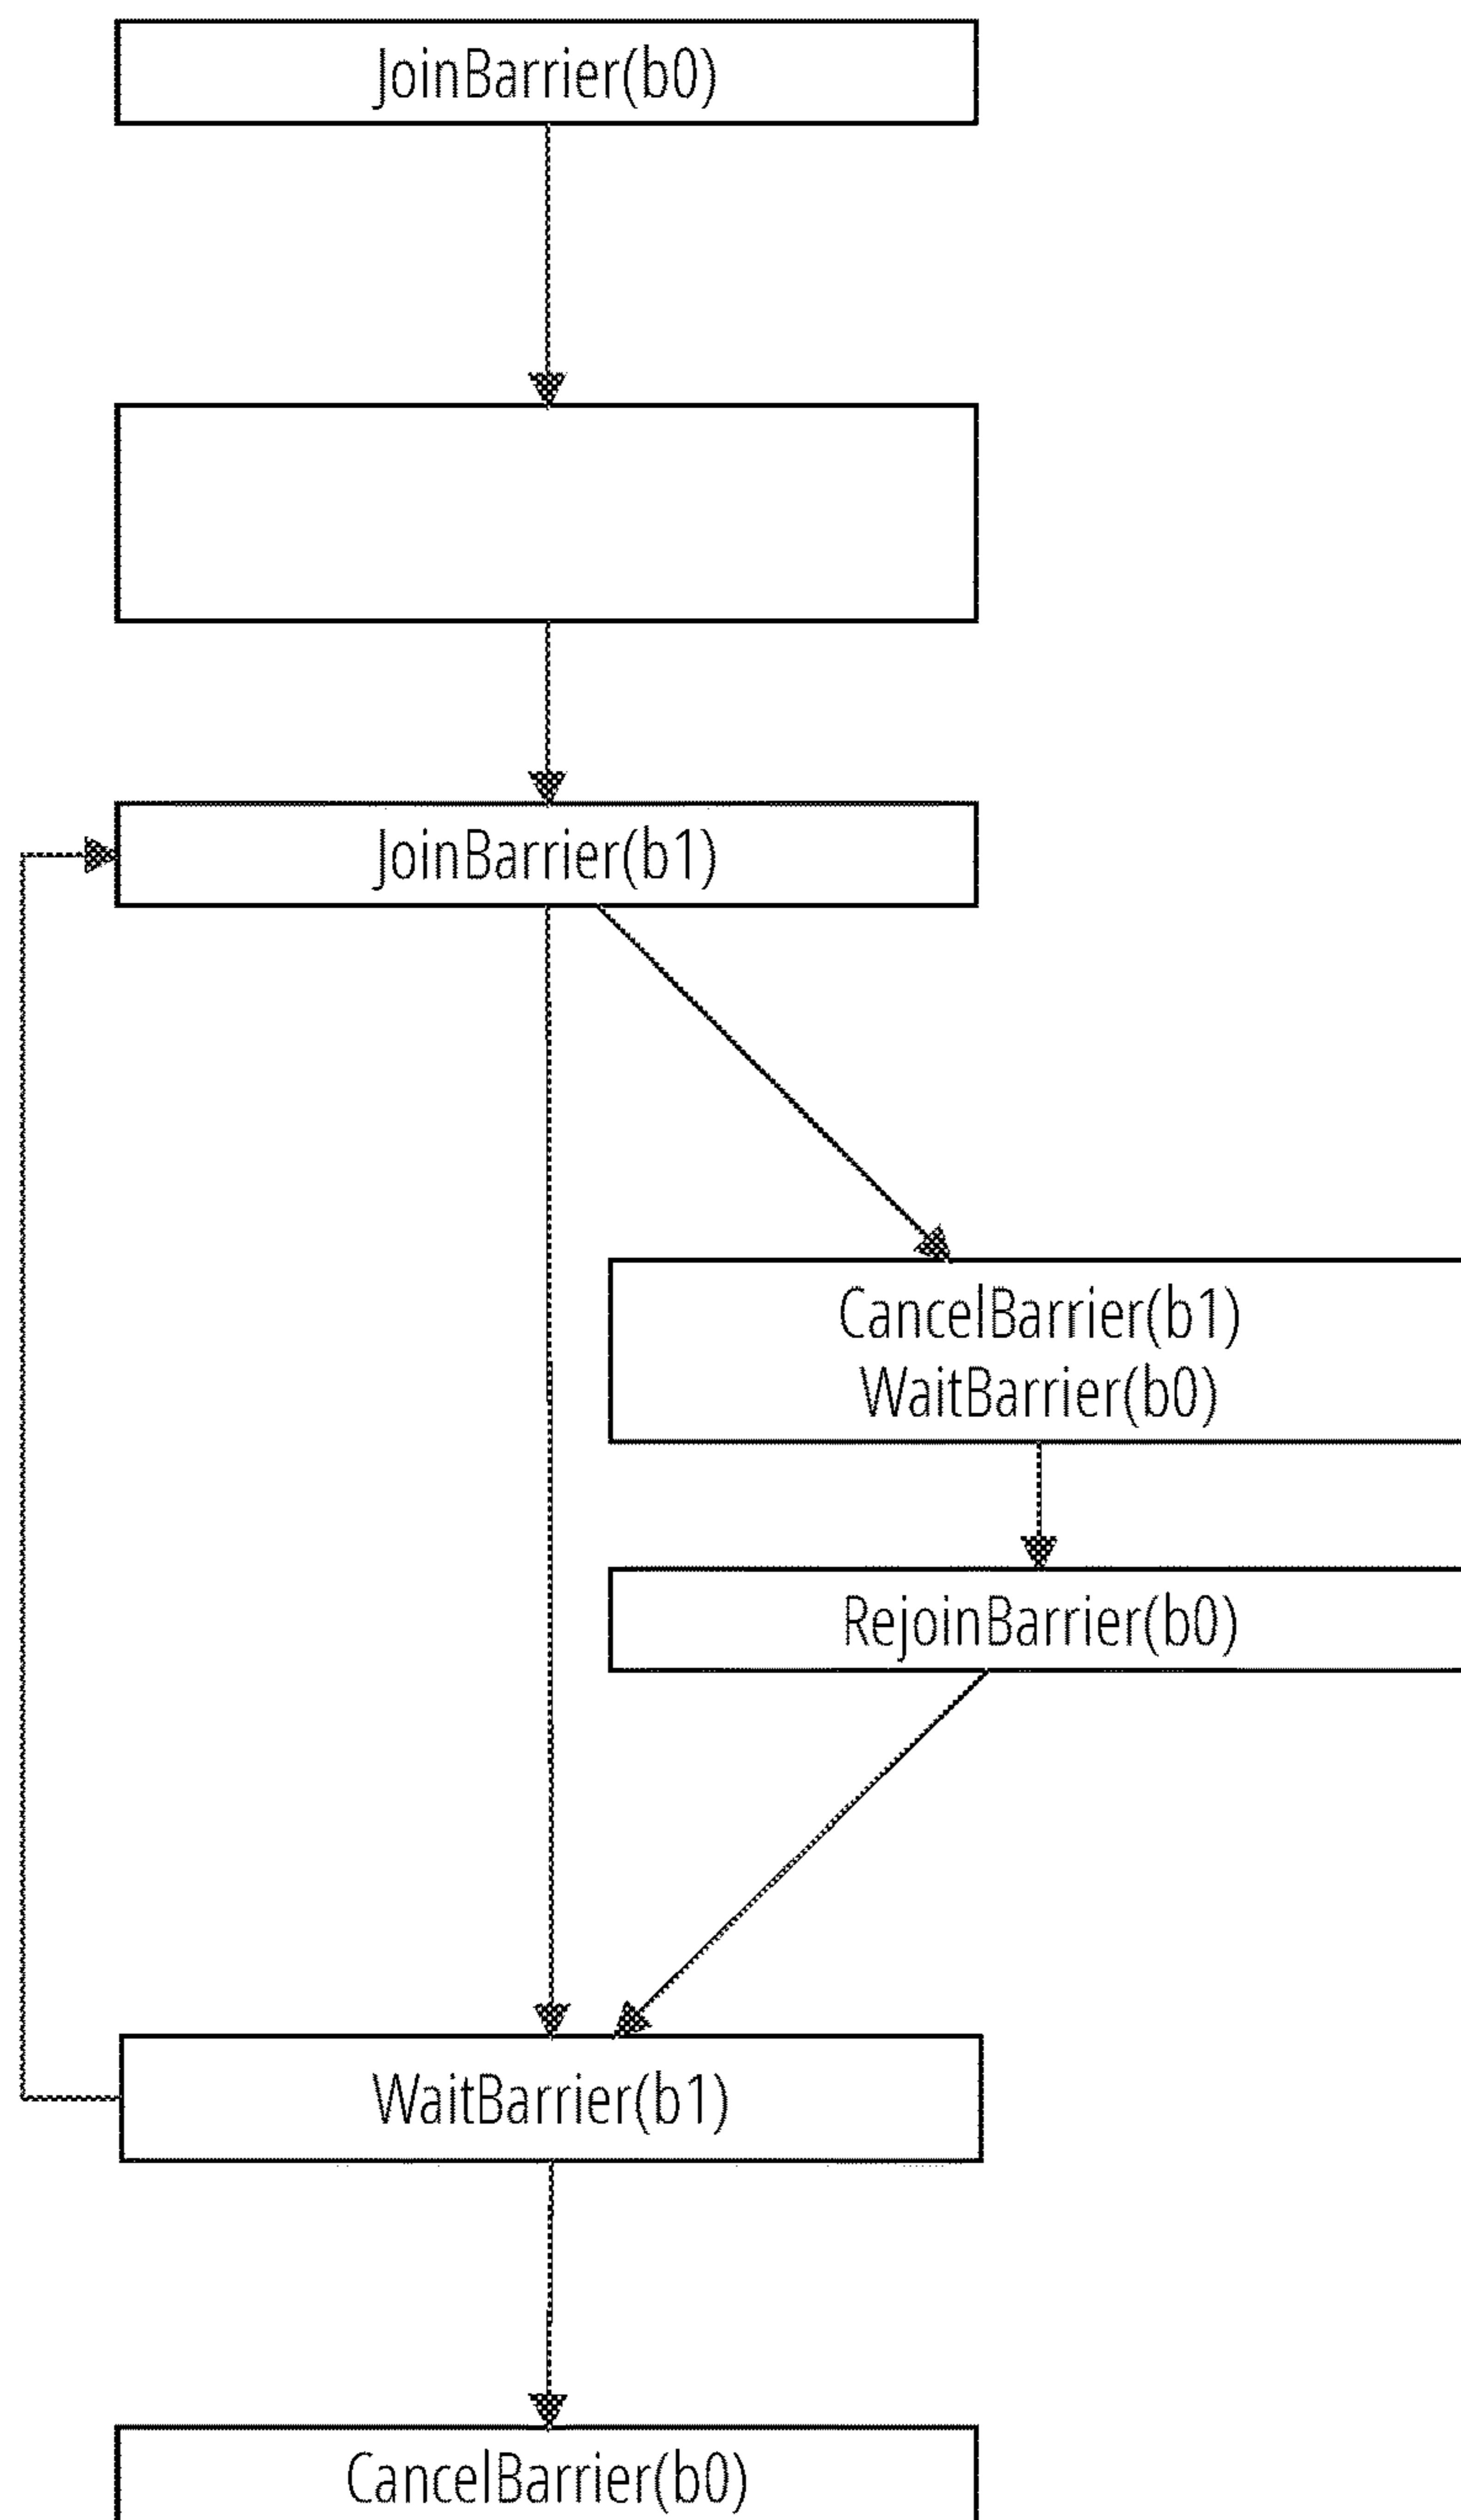 JoinBarrier(b0)
JoinBarrier(b1)
CancelBarrier(b1)
WaitBarrier(b0)
RejoinBarrier(b0)
WaitBarrier(b1)
CancelBarrier(b0)